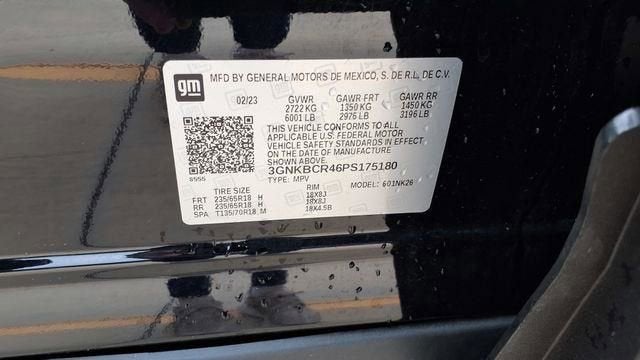 gm
MFD BY GENERAL MOTORS DE MEXICO, S. DE R.L. DE C.V.
02/23 GVWR GAWR FRT GAWR RR
2722 KG 1350 KG 1450 KG
6001 LB 2976 LB 3196 LB
THIS VEHICLE CONFORMS TO ALL
APPLICABLE U.S. FEDERAL MOTOR
VEHICLE SAFETY STANDARDS IN EFFECT
ON THE DATE OF MANUFACTURE SHOWN ABOVE.
8555 3GNKBCR46PS175180
TYPE: MPV MODEL: 601NK26
TIRE SIZE RIM
FRT 235/65R18 H 18X8J
RR 235/65R18 H 18X8J
SPA T135/70R18 M 18X4.5B